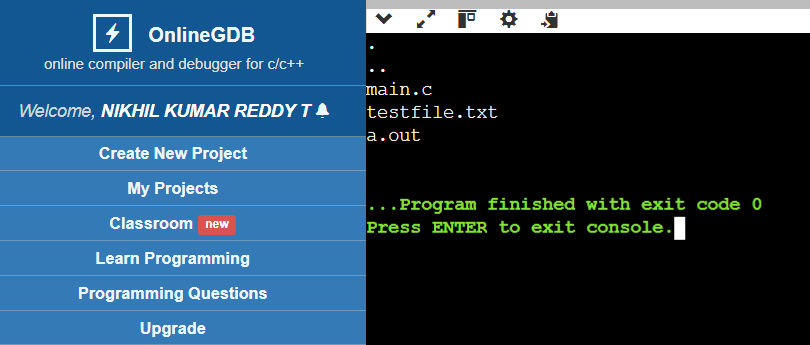 OnlineGDB
online compiler and debugger for c/c++
Welcome, NIKHIL KUMAR REDDY T
Create New Project
My Projects
Classroom new
Learn Programming
Programming Questions
Upgrade
.
..
main.c
testfile.txt
a.out
...Program finished with exit code 0
Press ENTER to exit console.